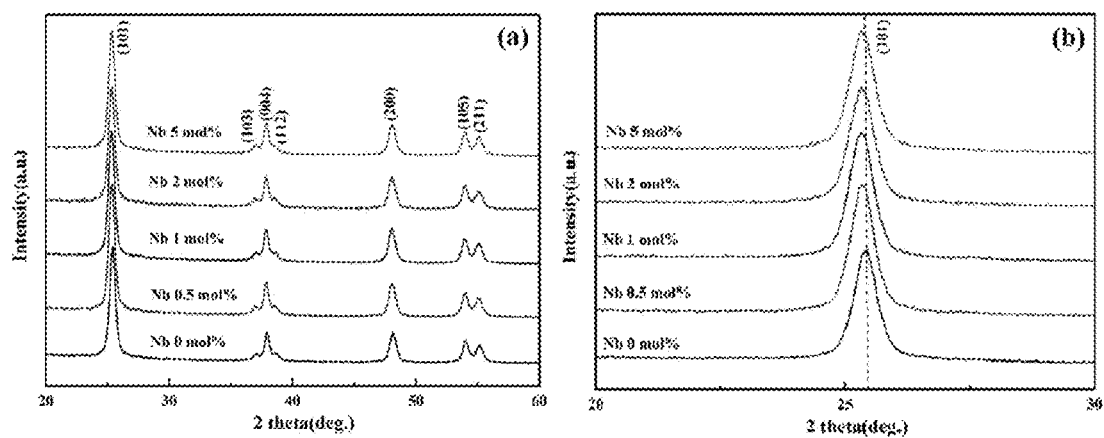 (a)
(101)
(103)
(004)
(112)
(200)
(105)
(211)
Nb 5 mol%
Nb 2 mol%
Nb 1 mol%
Nb 0.5 mol%
Nb 0 mol%
Intensity(a.u.)
20 30 40 50 60
2 theta(deg.)
(b)
(101)
Nb 5 mol%
Nb 2 mol%
Nb 1 mol%
Nb 0.5 mol%
Nb 0 mol%
Intensity(a.u.)
20 25 30
2 theta(deg.)